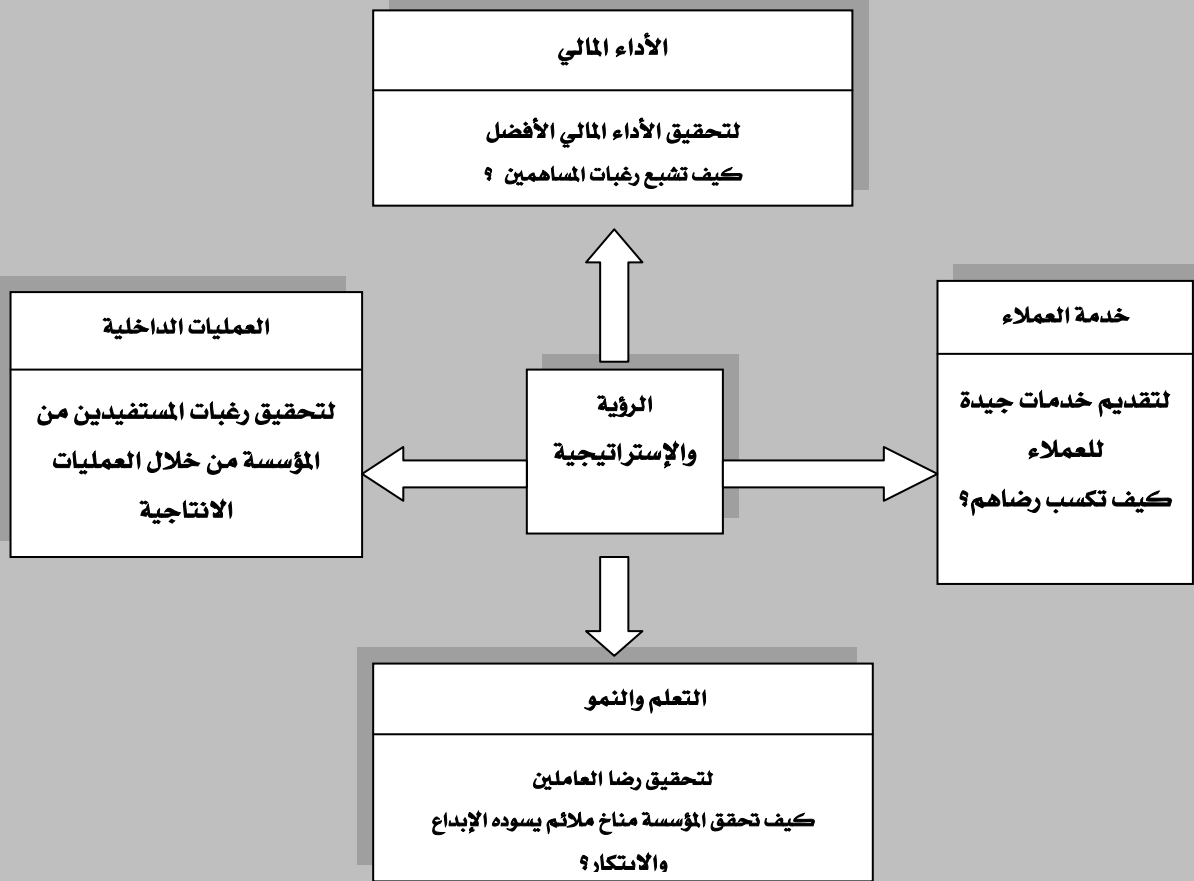 الأداء المالي
لتحقيق الأداء المالي الأفضل
كيف تشبع رغبات المساهمين ؟
خدمة العملاء
لتقديم خدمات جيدة
للعملاء
كيف تكسب رضاهم؟
الرؤية
والإستراتيجية
العمليات الداخلية
لتحقيق رغبات المستفيدين من
المؤسسة من خلال العمليات
الانتاجية
التعلم والنمو
لتحقيق رضا العاملين
كيف تحقق المؤسسة مناخ ملائم يسوده الإبداع
والابتكار؟